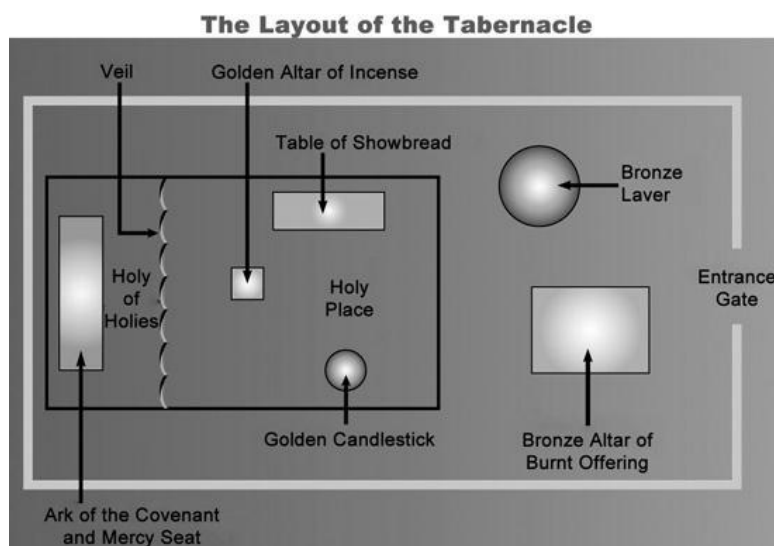 The Layout of the Tabernacle
Veil
Golden Altar of Incense
Table of Showbread
Bronze
Laver
Holy
of
Holies
Holy
Place
Entrance
Gate
Golden Candlestick
Bronze Altar of
Burnt Offering
Ark of the Covenant
and Mercy Seat